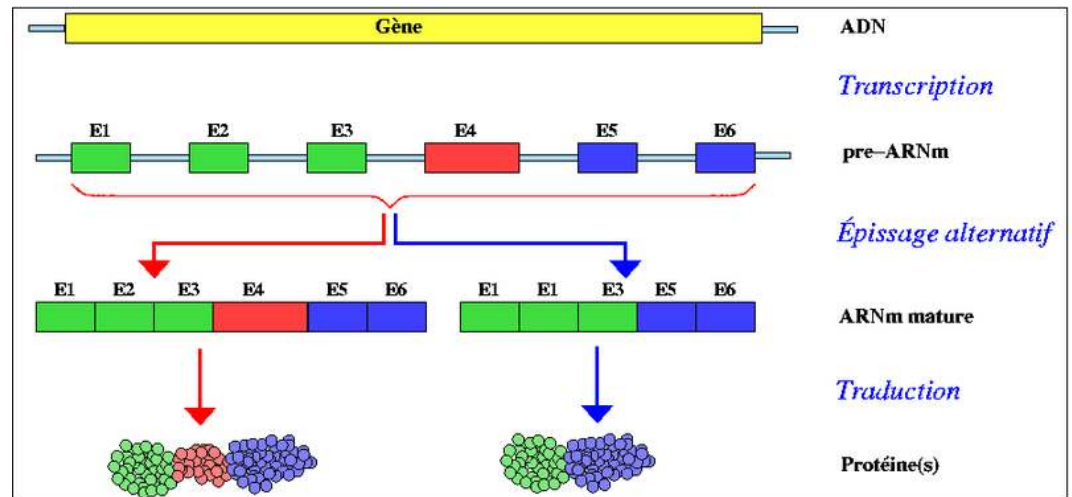 Gène ADN
Transcription
E1 E2 E3 E4 E5 E6
pre-ARNm
Épissage alternatif
E1 E2 E3 E4 E5 E6 E1 E1 E3 E5 E6
ARNm mature
Traduction
Protéine(s)